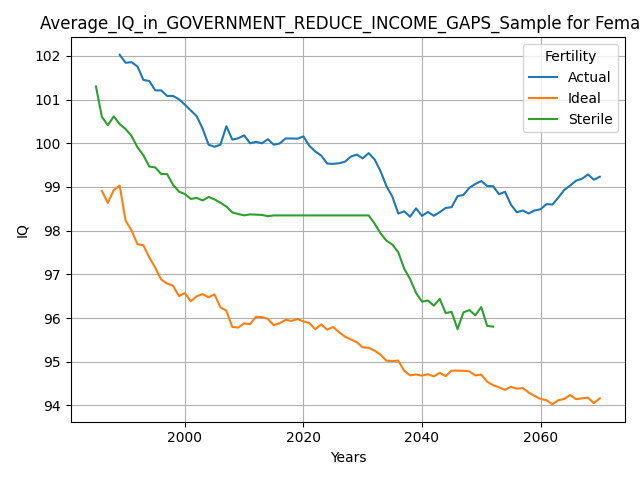 Average_IQ_in_GOVERNMENT_REDUCE_INCOME_GAPS_Sample for Fema
Fertility
Actual
Ideal
Sterile
102
101
100
99
98
97
96
95
94
IQ
2000
2020
2040
2060
Years